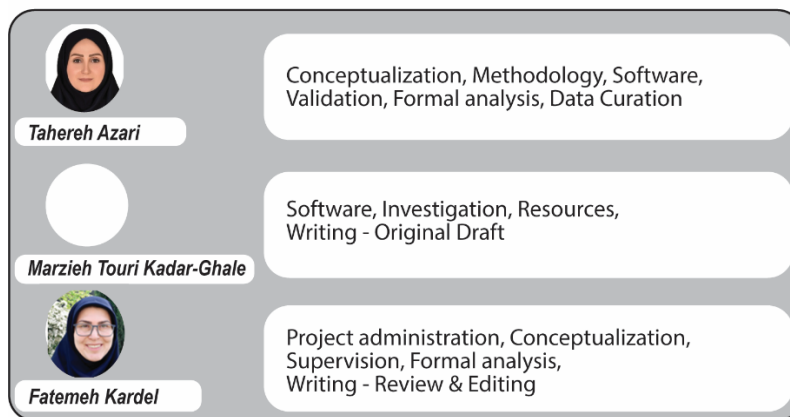 Conceptualization, Methodology, Software,
Validation, Formal analysis, Data Curation
Tahereh Azari
Software, Investigation, Resources,
Writing - Original Draft
Marzieh Touri Kadar-Ghale
Project administration, Conceptualization,
Supervision, Formal analysis,
Writing - Review & Editing
Fatemeh Kardel